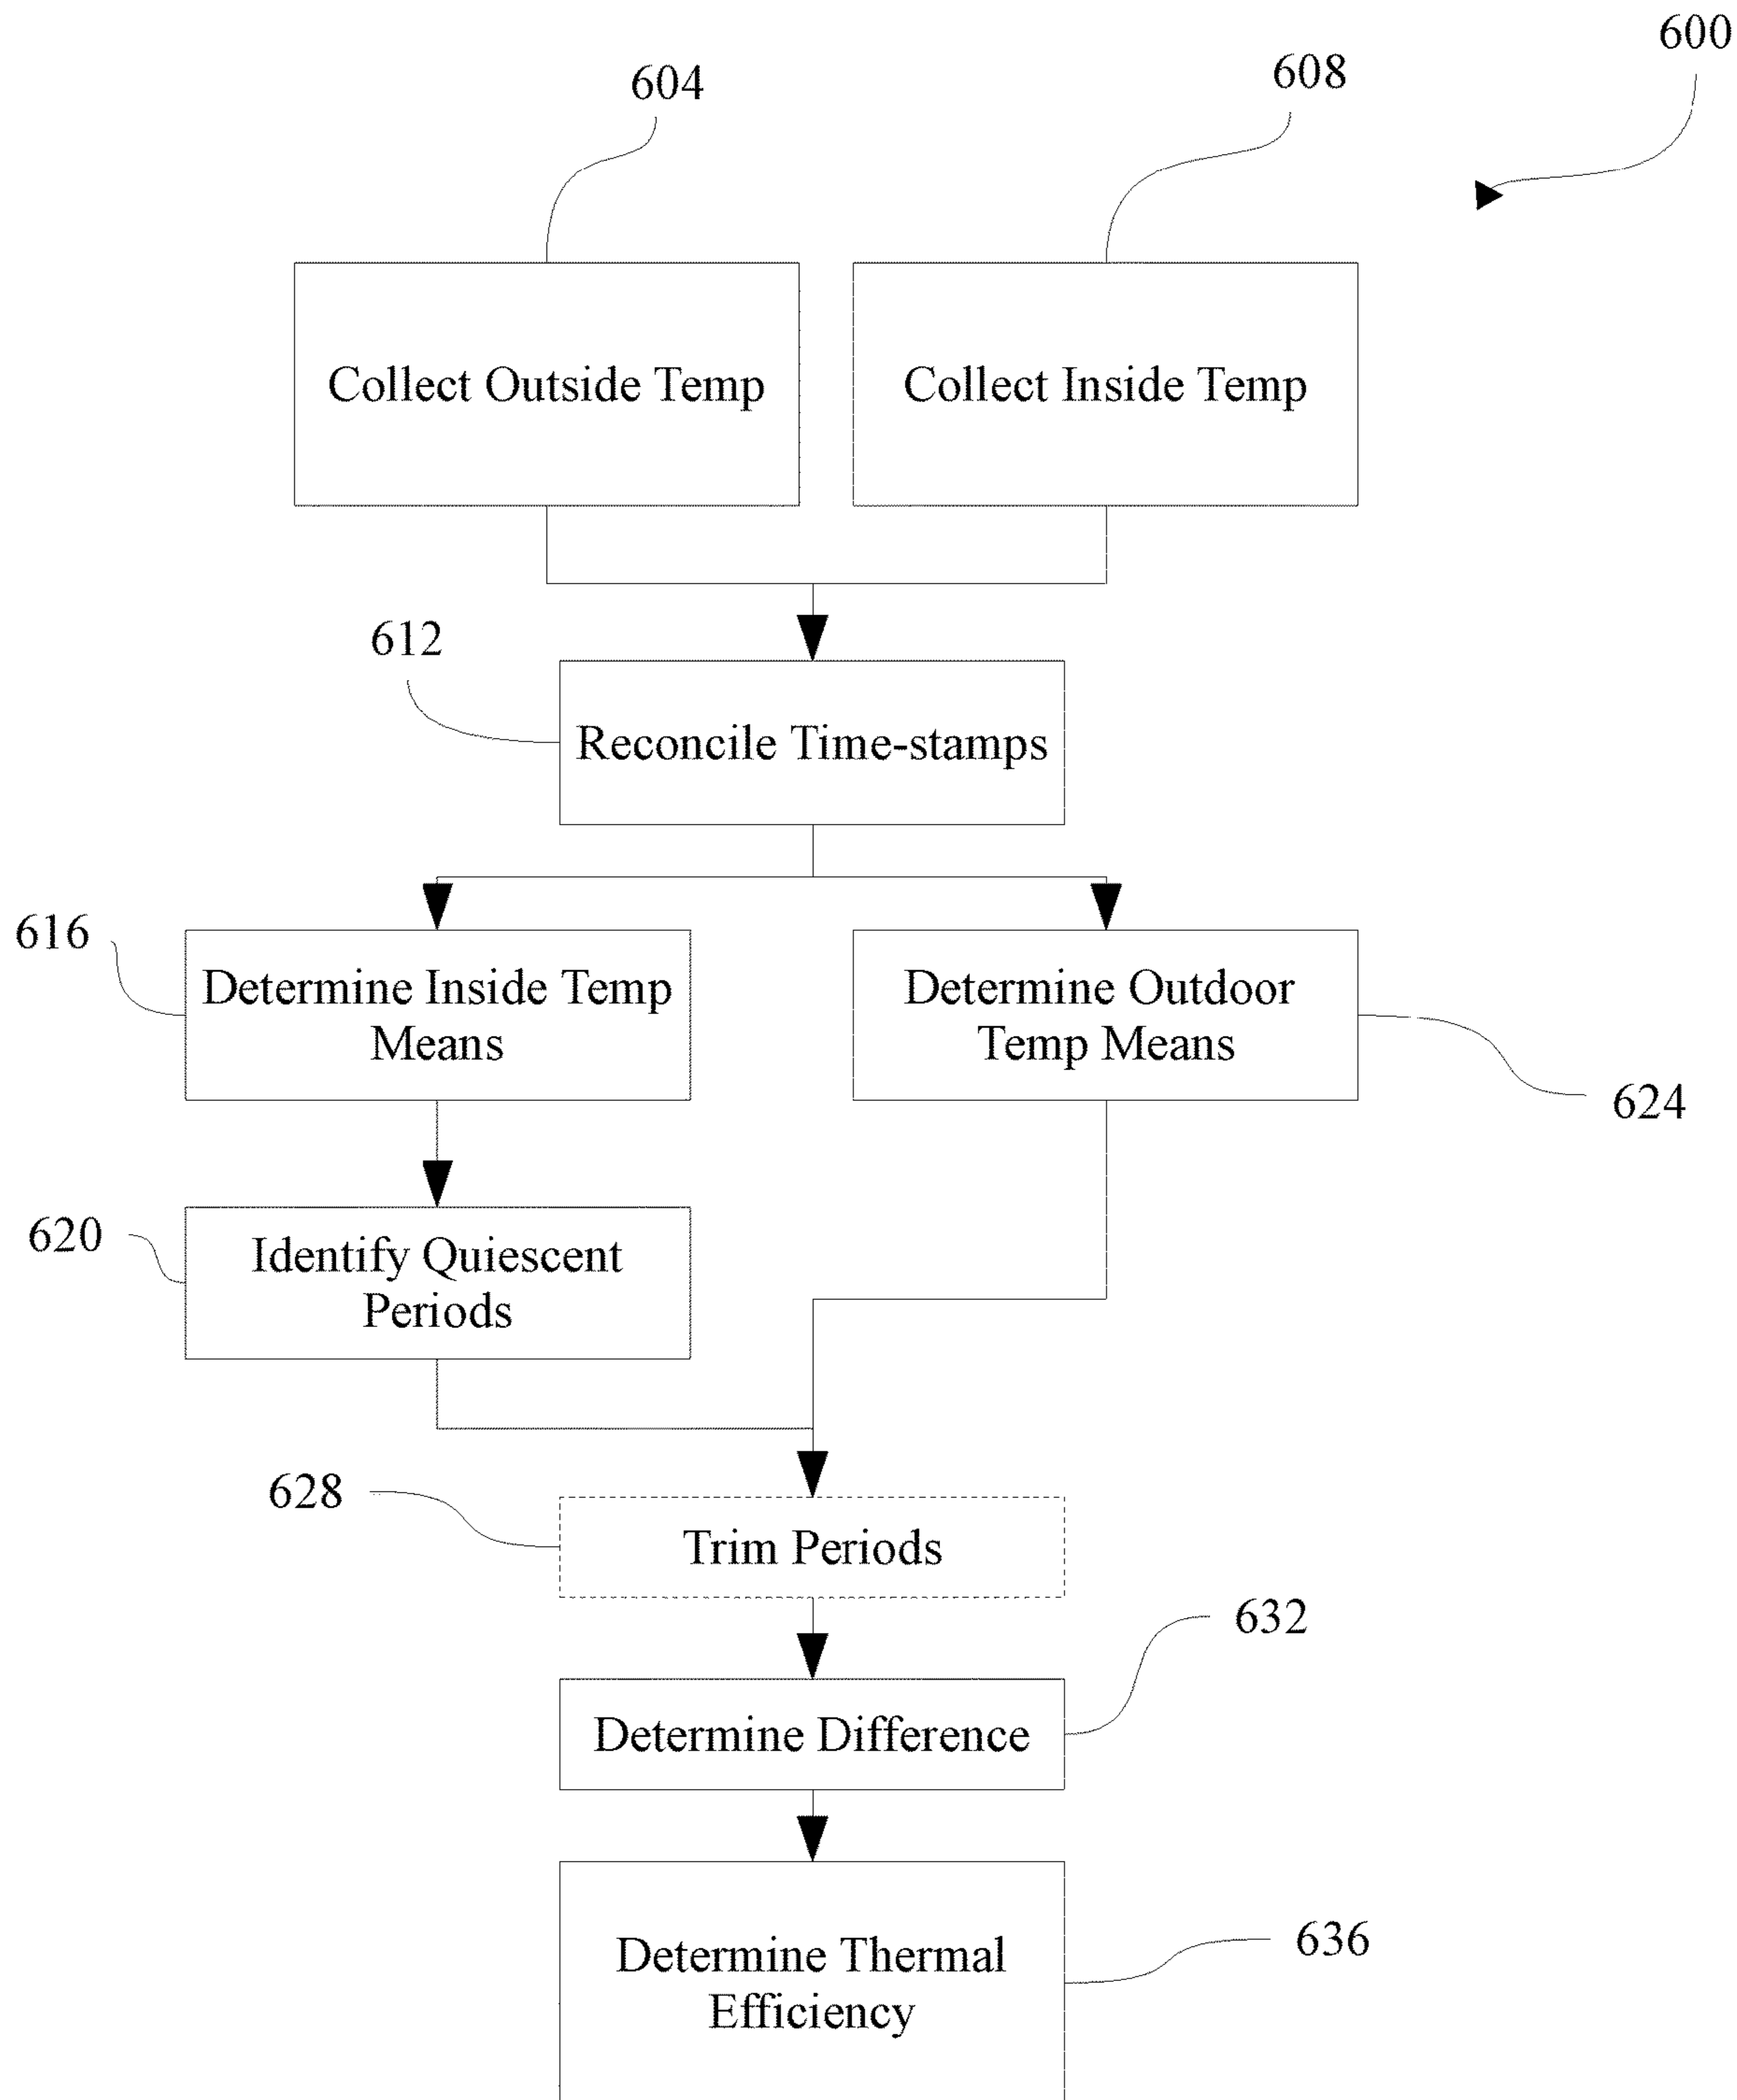 600
604
608
Collect Outside Temp
Collect Inside Temp
612
Reconcile Time-stamps
616
Determine Inside Temp
Means
Determine Outdoor
Temp Means
624
620
Identify Quiescent
Periods
628
Trim Periods
632
Determine Difference
636
Determine Thermal
Efficiency